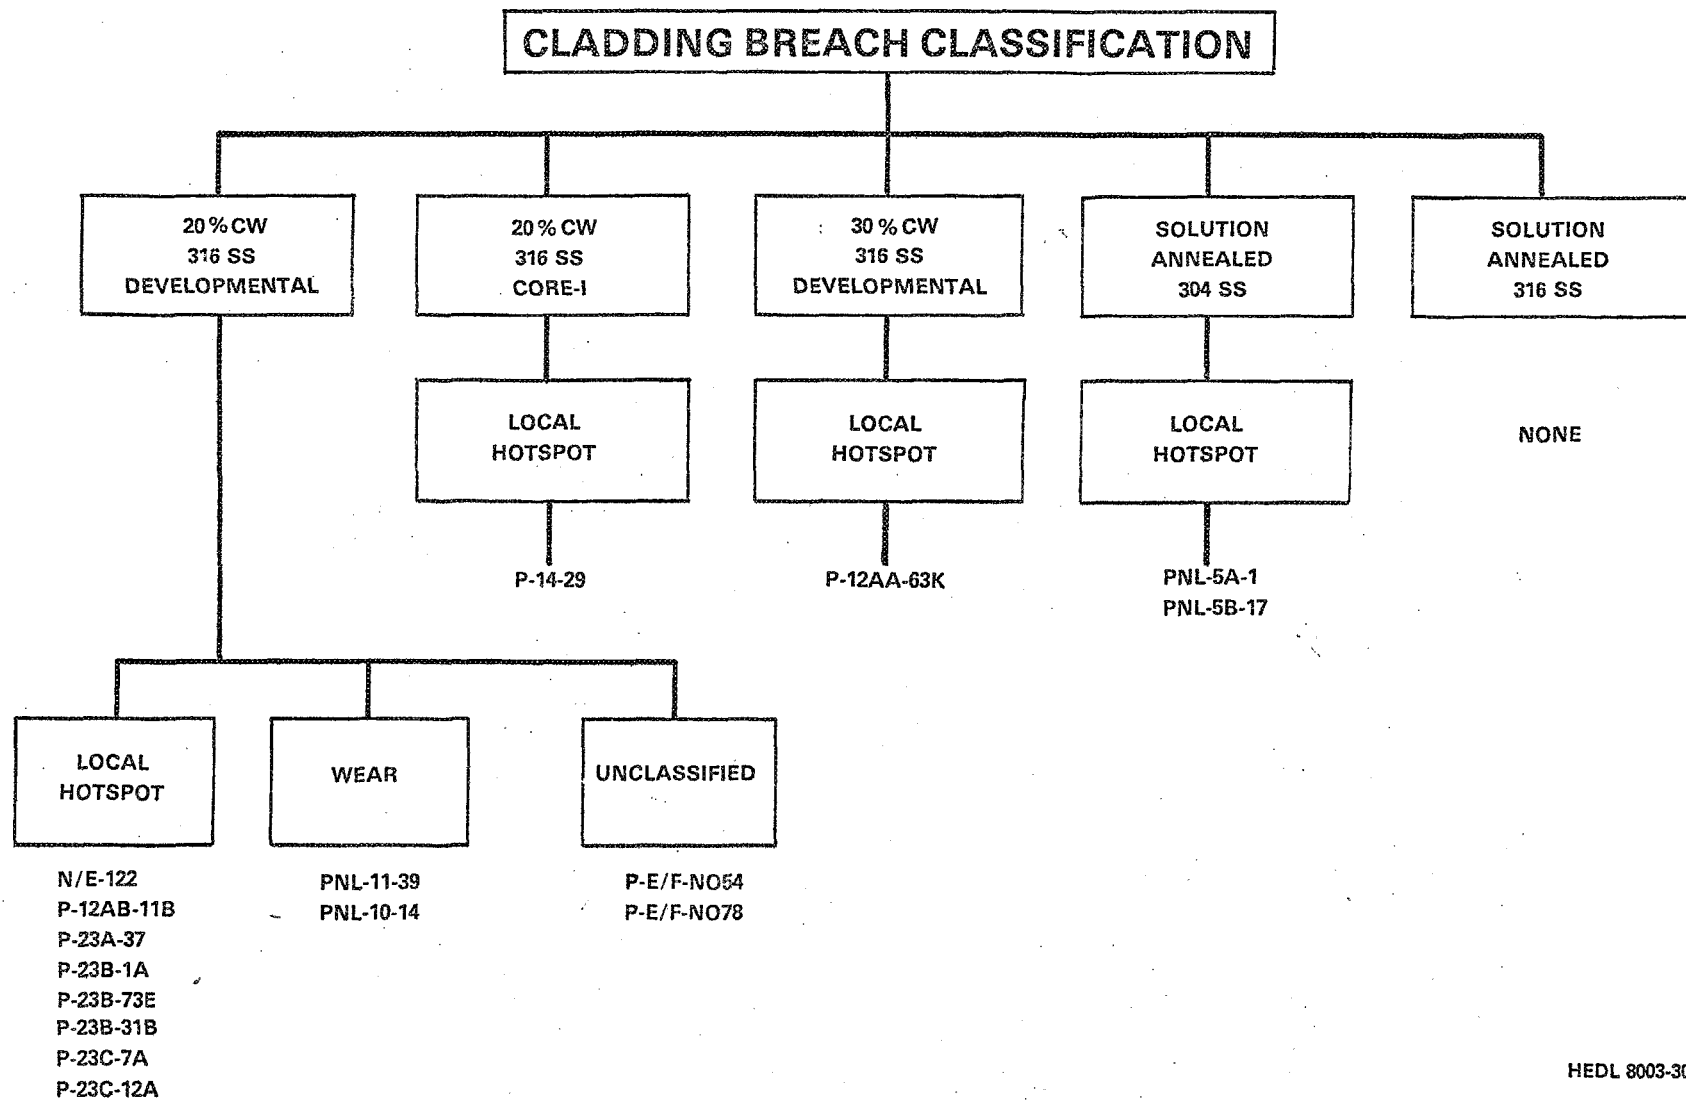 CLADDING BREACH CLASSIFICATION
20% CW
316 SS
DEVELOPMENTAL
20% CW
316 SS
CORE-I
30% CW
316 SS
DEVELOPMENTAL
SOLUTION
ANNEALED
304 SS
SOLUTION
ANNEALED
316 SS
LOCAL
HOTSPOT
LOCAL
HOTSPOT
LOCAL
HOTSPOT
NONE
P-14-29
P-12AA-63K
PNL-5A-1
PNL-5B-17
LOCAL
HOTSPOT
WEAR
UNCLASSIFIED
N/E-122
P-12AB-11B
P-23A-37
P-23B-1A
P-23B-73E
P-23B-31B
P-23C-7A
P-23C-12A
PNL-11-39
PNL-10-14
P-E/F-NO54
P-E/F-NO78
HEDL 8003-30